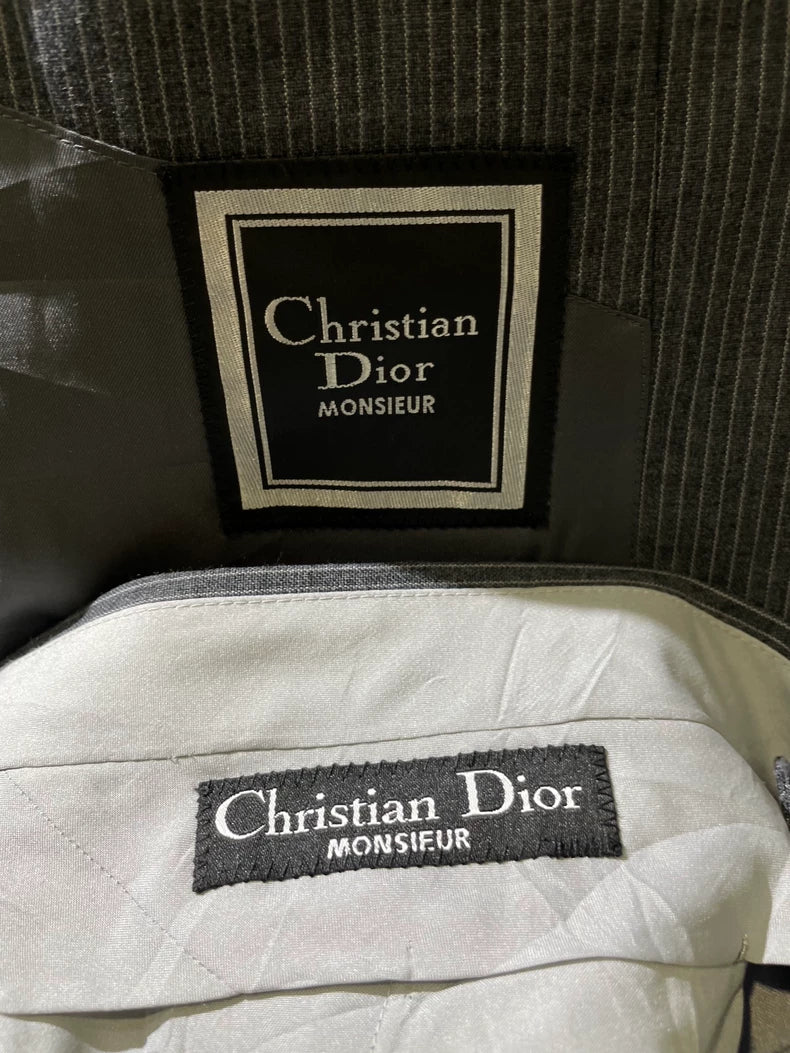 Christian
Dior
MONSIEUR
Christian Dior
MONSIEUR